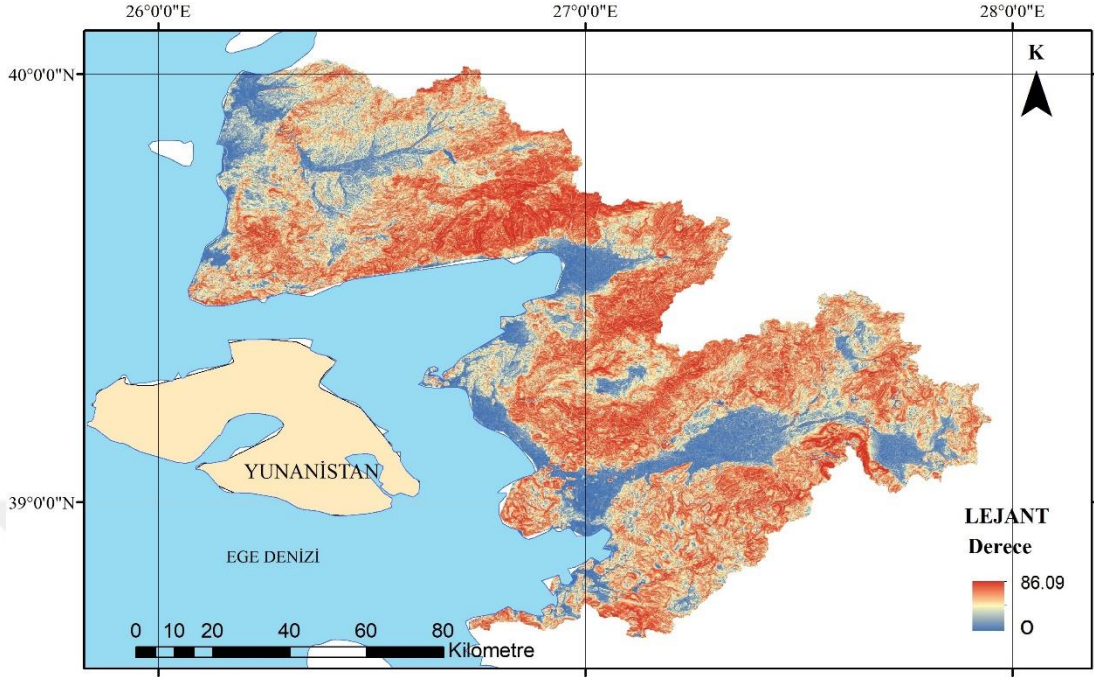 26°0'0"E
27°0'0"E
28°0'0"E
40°0'0"N
K
YUNANİSTAN
39°0'0"N
LEJANT
Derece
EGE DENİZİ
86.09
0
0 10 20 40 60 80
Kilometre